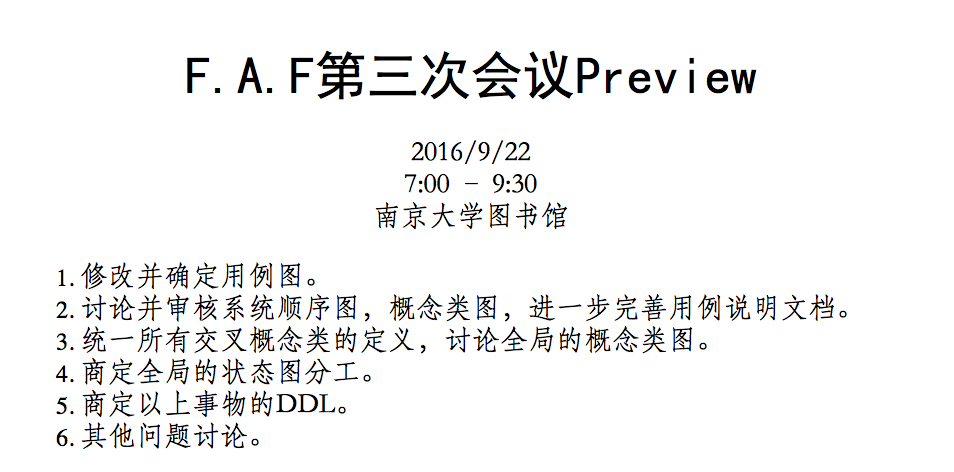 F.A.F第三次会议Preview
2016/9/22
7:00 – 9:30
南京大学图书馆
1. 修改并确定用例图。
2. 讨论并审核系统顺序图，概念类图，进一步完善用例说明文档。
3. 统一所有交叉概念类的定义，讨论全局的概念类图。
4. 商定全局的状态图分工。
5. 商定以上事物的DDL。
6. 其他问题讨论。